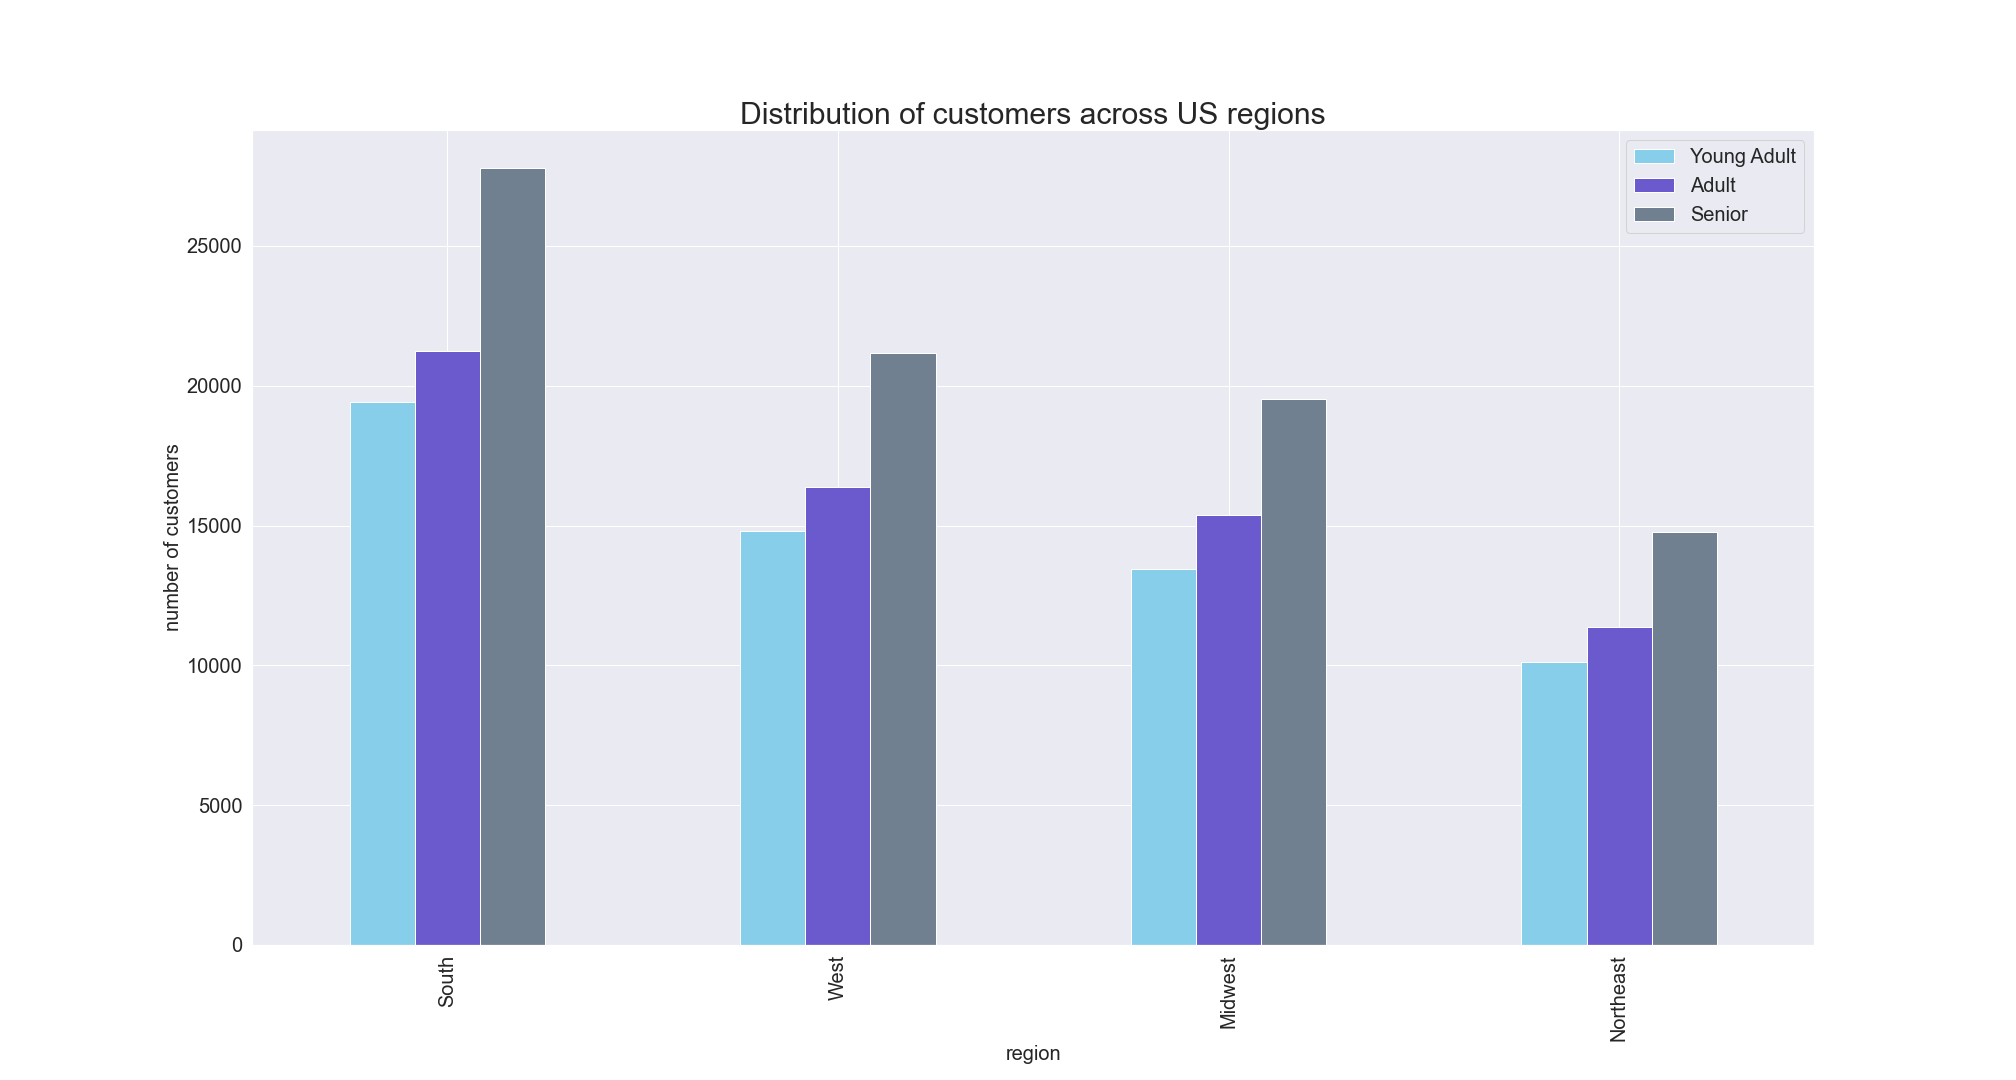 Distribution of customers across US regions
Young Adult
Adult
Senior
25000
20000
15000
10000
5000
0
number of customers
South
West
Midwest
Northeast
region